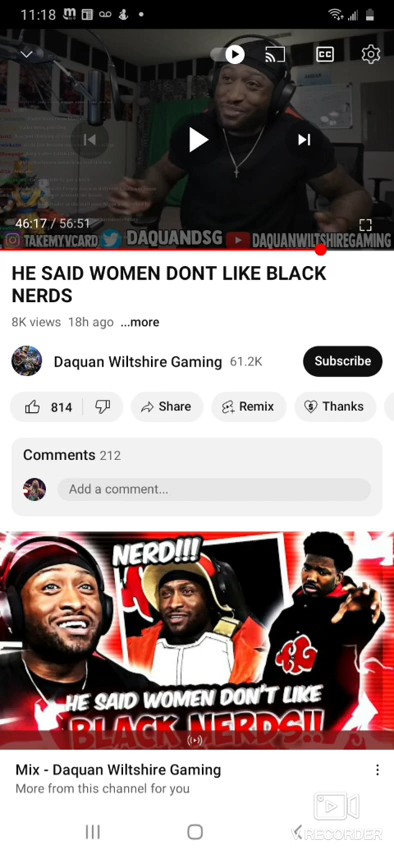 11:18
CC
46:17 / 56:51
TAKEMYVCARD DAQUANDSG DAQUANWILTSHIREGAMING
HE SAID WOMEN DONT LIKE BLACK
NERDS
8K views 18h ago ...more
Daquan Wiltshire Gaming 61.2K Subscribe
814 Share Remix Thanks
Comments 212
Add a comment...
NERD!!!
HE SAID WOMEN DON'T LIKE
BLACK NERDS!!
Mix - Daquan Wiltshire Gaming
More from this channel for you
V RECORDER